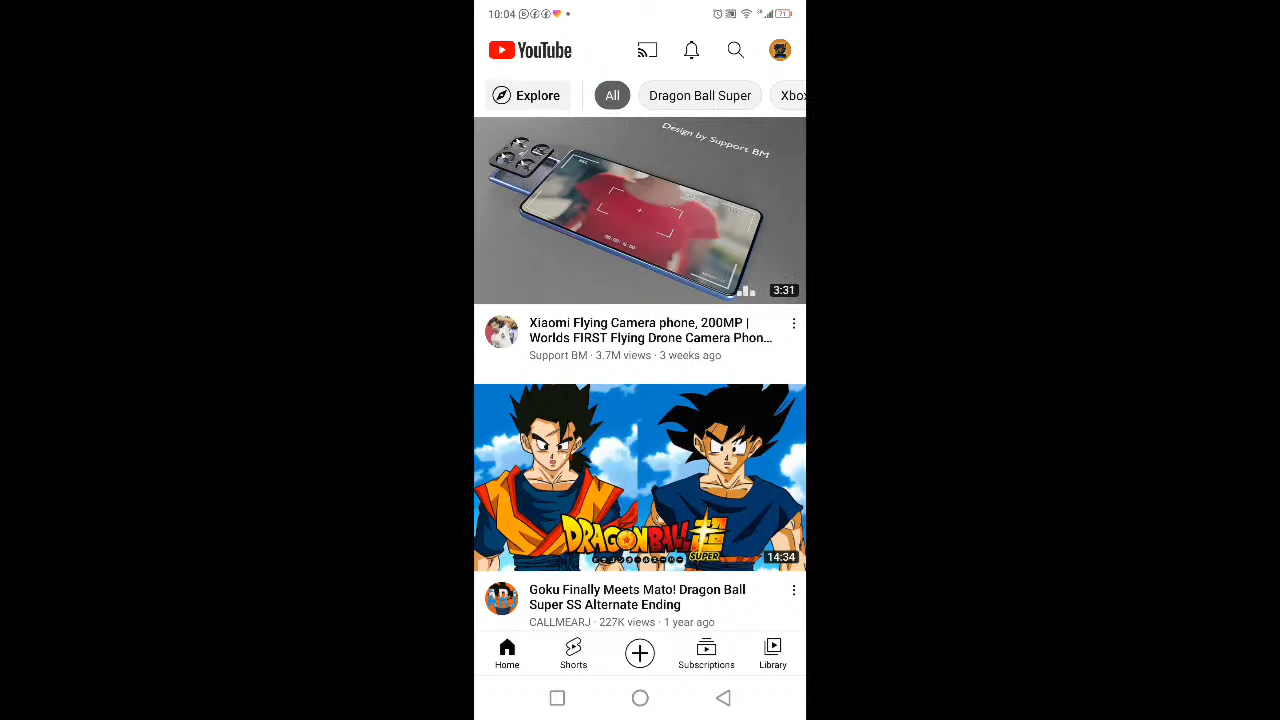 10:04
21
YouTube
Explore
All
Dragon Ball Super
Xbox
Design by Support BM
REC
3:31
Xiaomi Flying Camera phone, 200MP |
Worlds FIRST Flying Drone Camera Phon...
Support BM · 3.7M views · 3 weeks ago
DRAGON BALL 超
SUPER
14:34
Goku Finally Meets Mato! Dragon Ball
Super SS Alternate Ending
CALLMEARJ · 227K views · 1 year ago
Home
Shorts
Subscriptions
Library